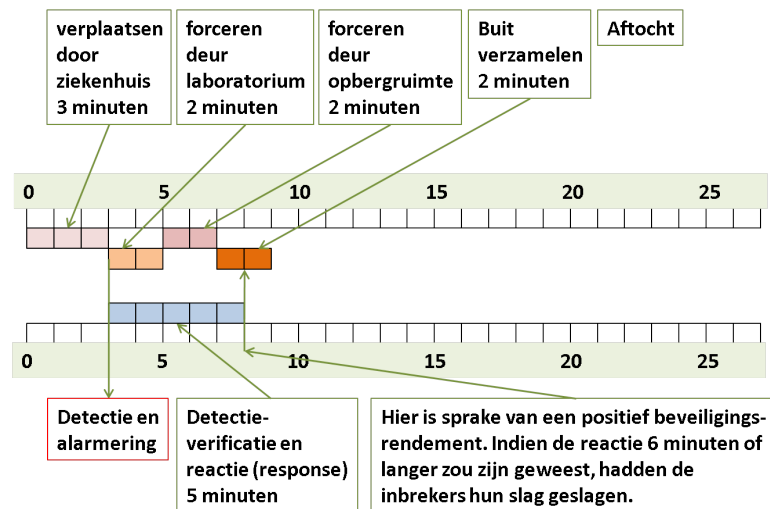 verplaatsen
door
ziekenhuis
3 minuten
forceren
deur
laboratorium
2 minuten
forceren
deur
opbergruimte
2 minuten
Buit
verzamelen
2 minuten
Aftocht
0 5 10 15 20 25
0 5 10 15 20 25
Detectie en
alarmering
Detectie-
verificatie en
reactie (response)
5 minuten
Hier is sprake van een positief beveiligings-
rendement. Indien de reactie 6 minuten of
langer zou zijn geweest, hadden de
inbrekers hun slag geslagen.